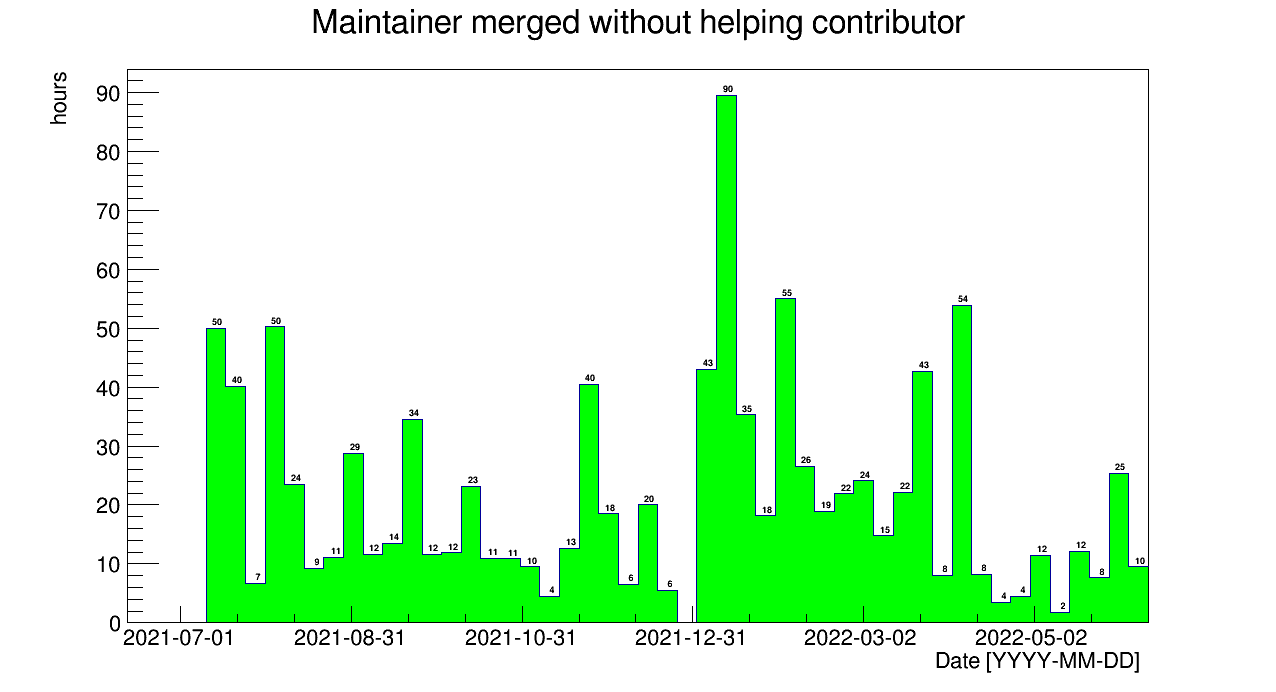 Maintainer merged without helping contributor
hours
90
80
70
60
50
40
30
20
10
0
50 40 7 50 24 9 11 29 12 14 34 12 12 23 11 11 10 4 13 40 18 6 20 6 43 90 35 18 55 26 19 22 24 15 22 43 8 54 8 4 4 12 2 12 8 25 10
2021-07-01 2021-08-31 2021-10-31 2021-12-31 2022-03-02 2022-05-02
Date [YYYY-MM-DD]